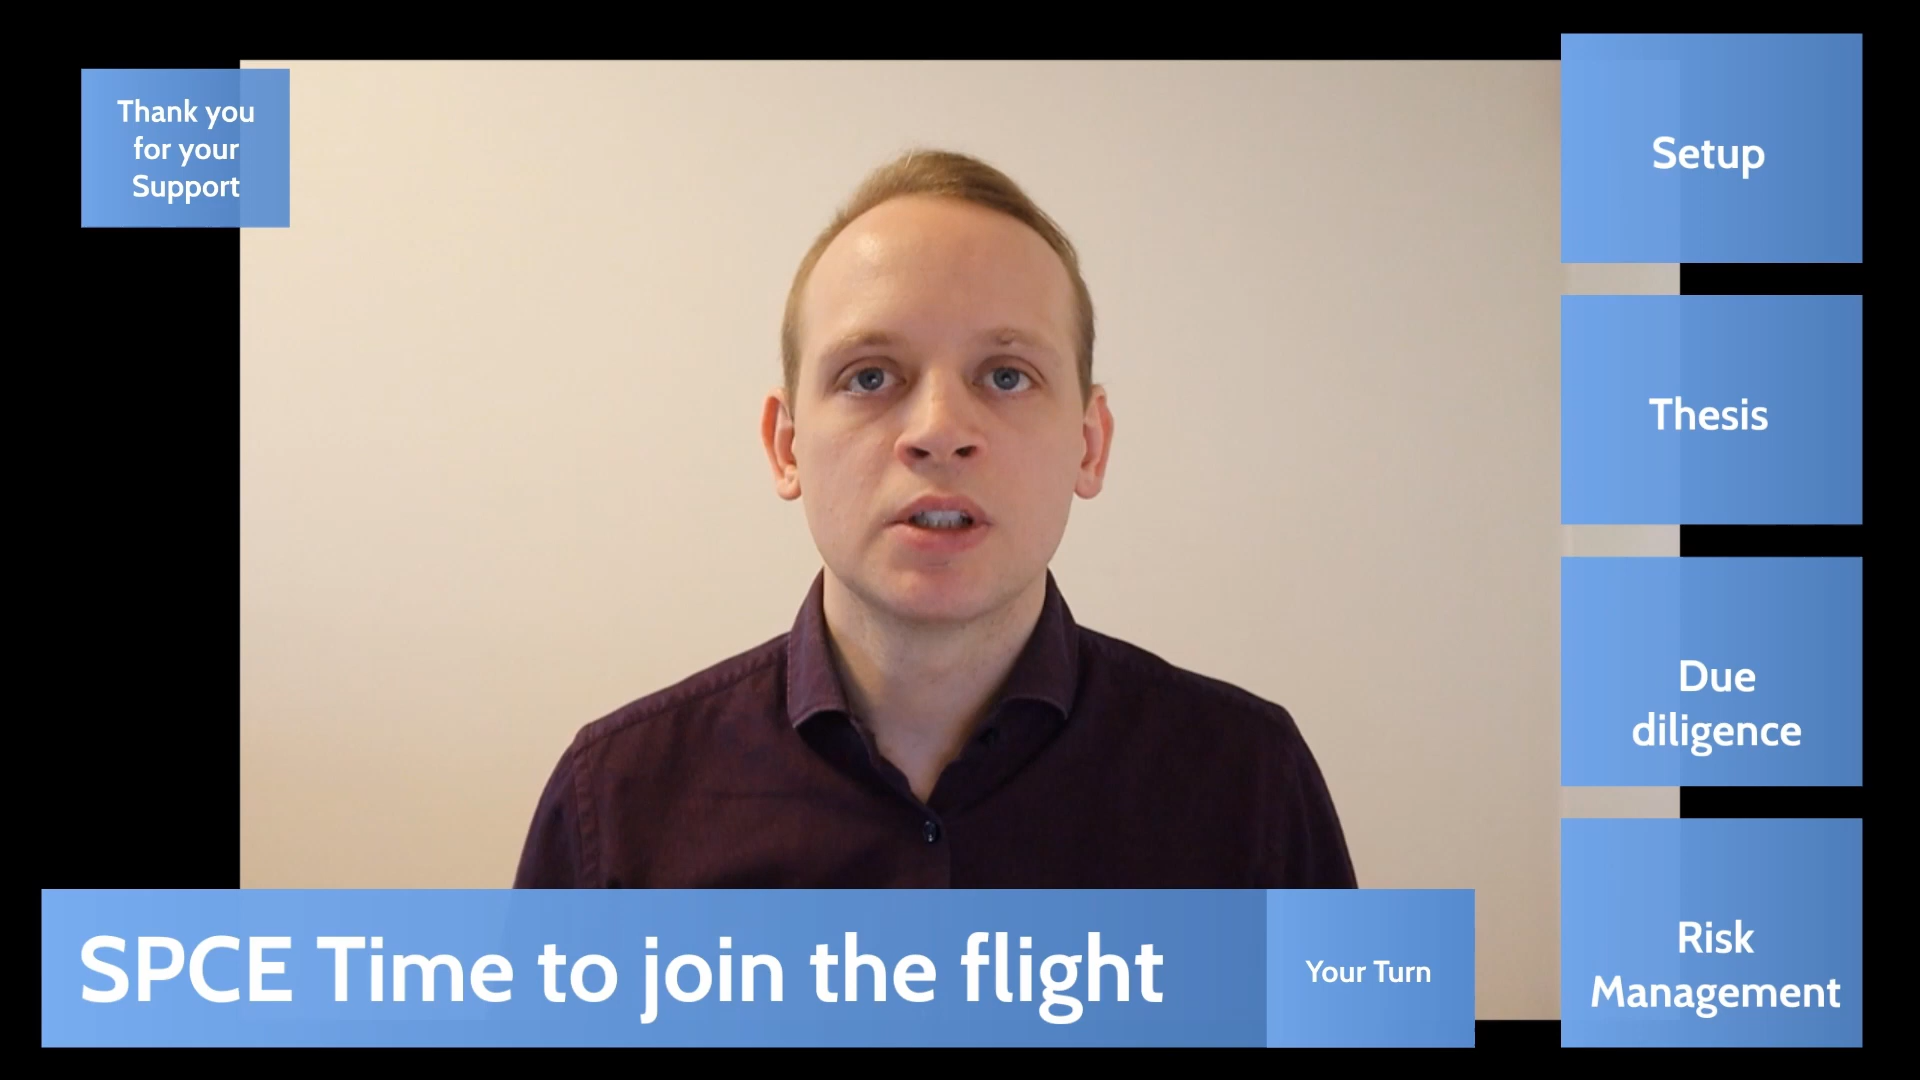 Thank you
for your
Support
Setup
Thesis
Due
diligence
Risk
Management
SPCE Time to join the flight
Your Turn